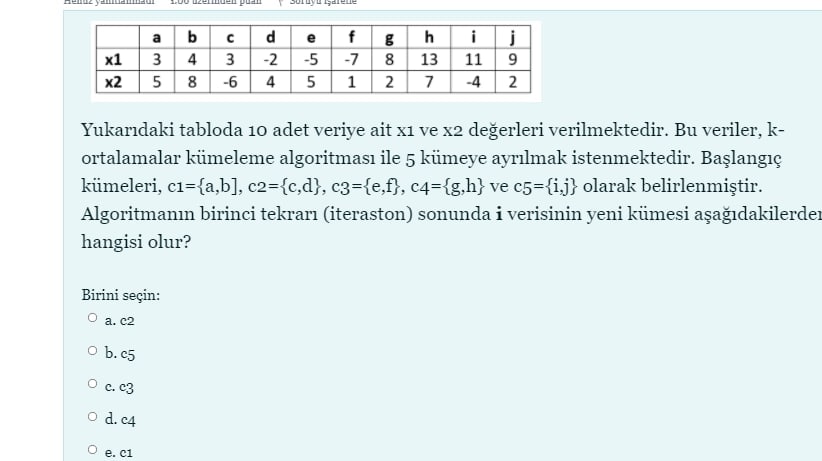 Henüz yanıtlanmadı 1.00 üzerinden puan Soruyu işaretle
a b c d e f g h i j
x1 3 4 3 -2 -5 -7 8 13 11 9
x2 5 8 -6 4 5 1 2 7 -4 2
Yukarıdaki tabloda 10 adet veriye ait x1 ve x2 değerleri verilmektedir. Bu veriler, k-
ortalamalar kümeleme algoritması ile 5 kümeye ayrılmak istenmektedir. Başlangıç
kümeleri, c1={a,b], c2={c,d}, c3={e,f}, c4={g,h} ve c5={i,j} olarak belirlenmiştir.
Algoritmanın birinci tekrarı (iteraston) sonunda i verisinin yeni kümesi aşağıdakilerder
hangisi olur?
Birini seçin:
a. c2
b. c5
c. c3
d. c4
e. c1